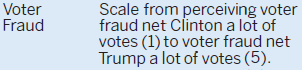 Voter Fraud
Scale from perceiving voter
fraud net Clinton a lot of
votes (1) to voter fraud net
Trump a lot of votes (5).